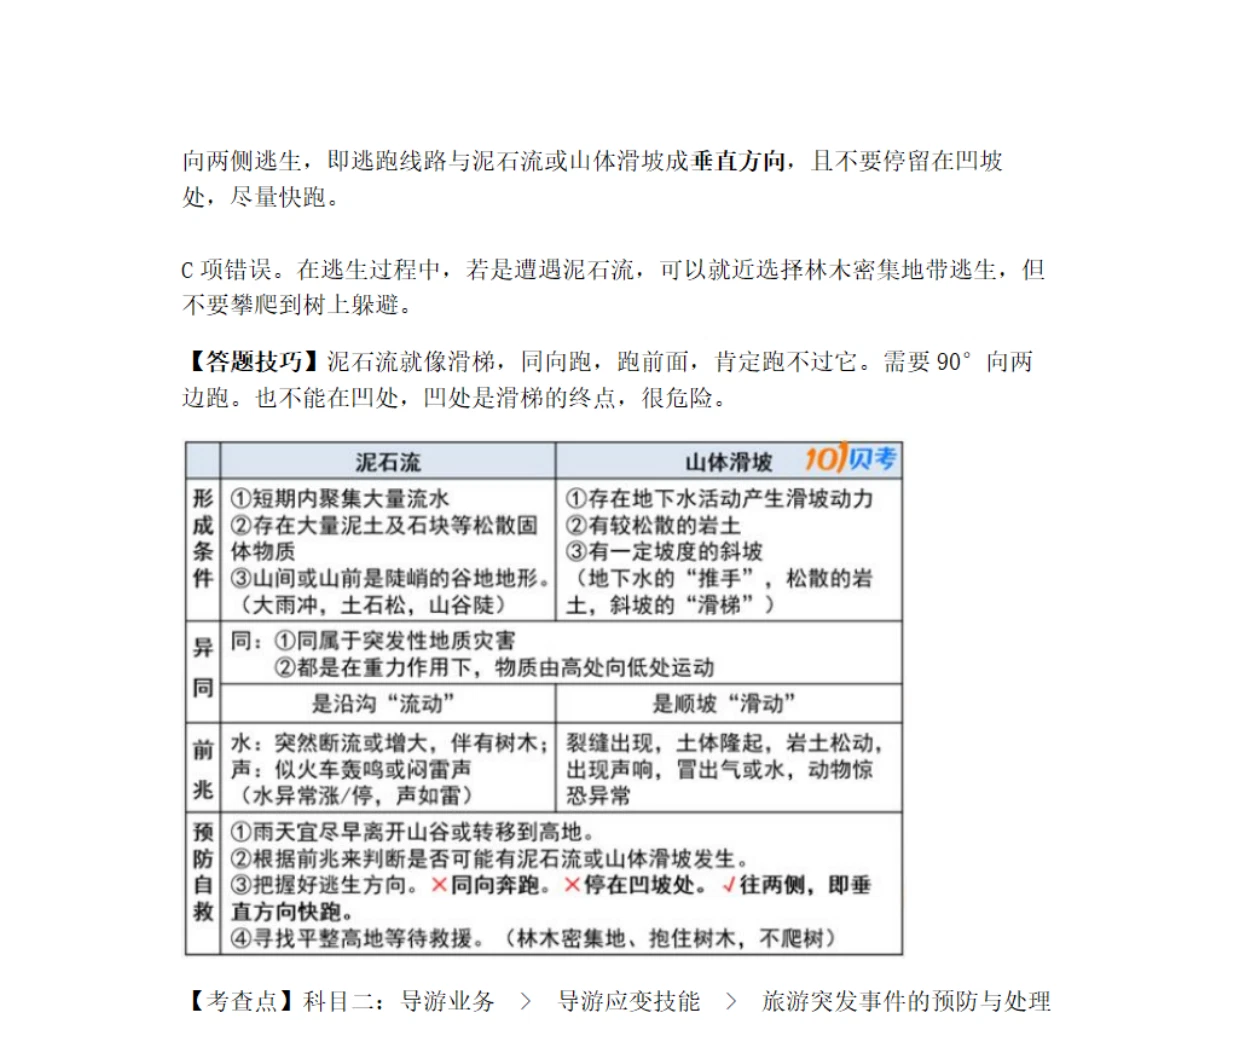 向两侧逃生，即逃跑线路与泥石流或山体滑坡成垂直方向，且不要停留在凹坡
处，尽量快跑。
C 项错误。在逃生过程中，若是遭遇泥石流，可以就近选择林木密集地带逃生，但
不要攀爬到树上躲避。
【答题技巧】泥石流就像滑梯，同向跑，跑前面，肯定跑不过它。需要 90° 向两
边跑。也不能在凹处，凹处是滑梯的终点，很危险。
泥石流
山体滑坡
101贝考
形成条件
①短期内聚集大量流水
②存在大量泥土及石块等松散固
体物质
③山间或山前是陡峭的谷地地形。
（大雨冲，土石松，山谷陡）
①存在地下水活动产生滑坡动力
②有较松散的岩土
③有一定坡度的斜坡
（地下水的“推手”，松散的岩
土，斜坡的“滑梯”）
异同
同：①同属于突发性地质灾害
②都是在重力作用下，物质由高处向低处运动
是沿沟“流动”
是顺坡“滑动”
前兆
水：突然断流或增大，伴有树木；
声：似火车轰鸣或闷雷声
（水异常涨/停，声如雷）
裂缝出现，土体隆起，岩土松动，
出现声响，冒出气或水，动物惊
恐异常
预防自救
①雨天宜尽早离开山谷或转移到高地。
②根据前兆来判断是否可能有泥石流或山体滑坡发生。
③把握好逃生方向。×同向奔跑。×停在凹坡处。√往两侧，即垂
直方向快跑。
④寻找平整高地等待救援。（林木密集地、抱住树木，不爬树）
【考查点】科目二：导游业务 > 导游应变技能 > 旅游突发事件的预防与处理